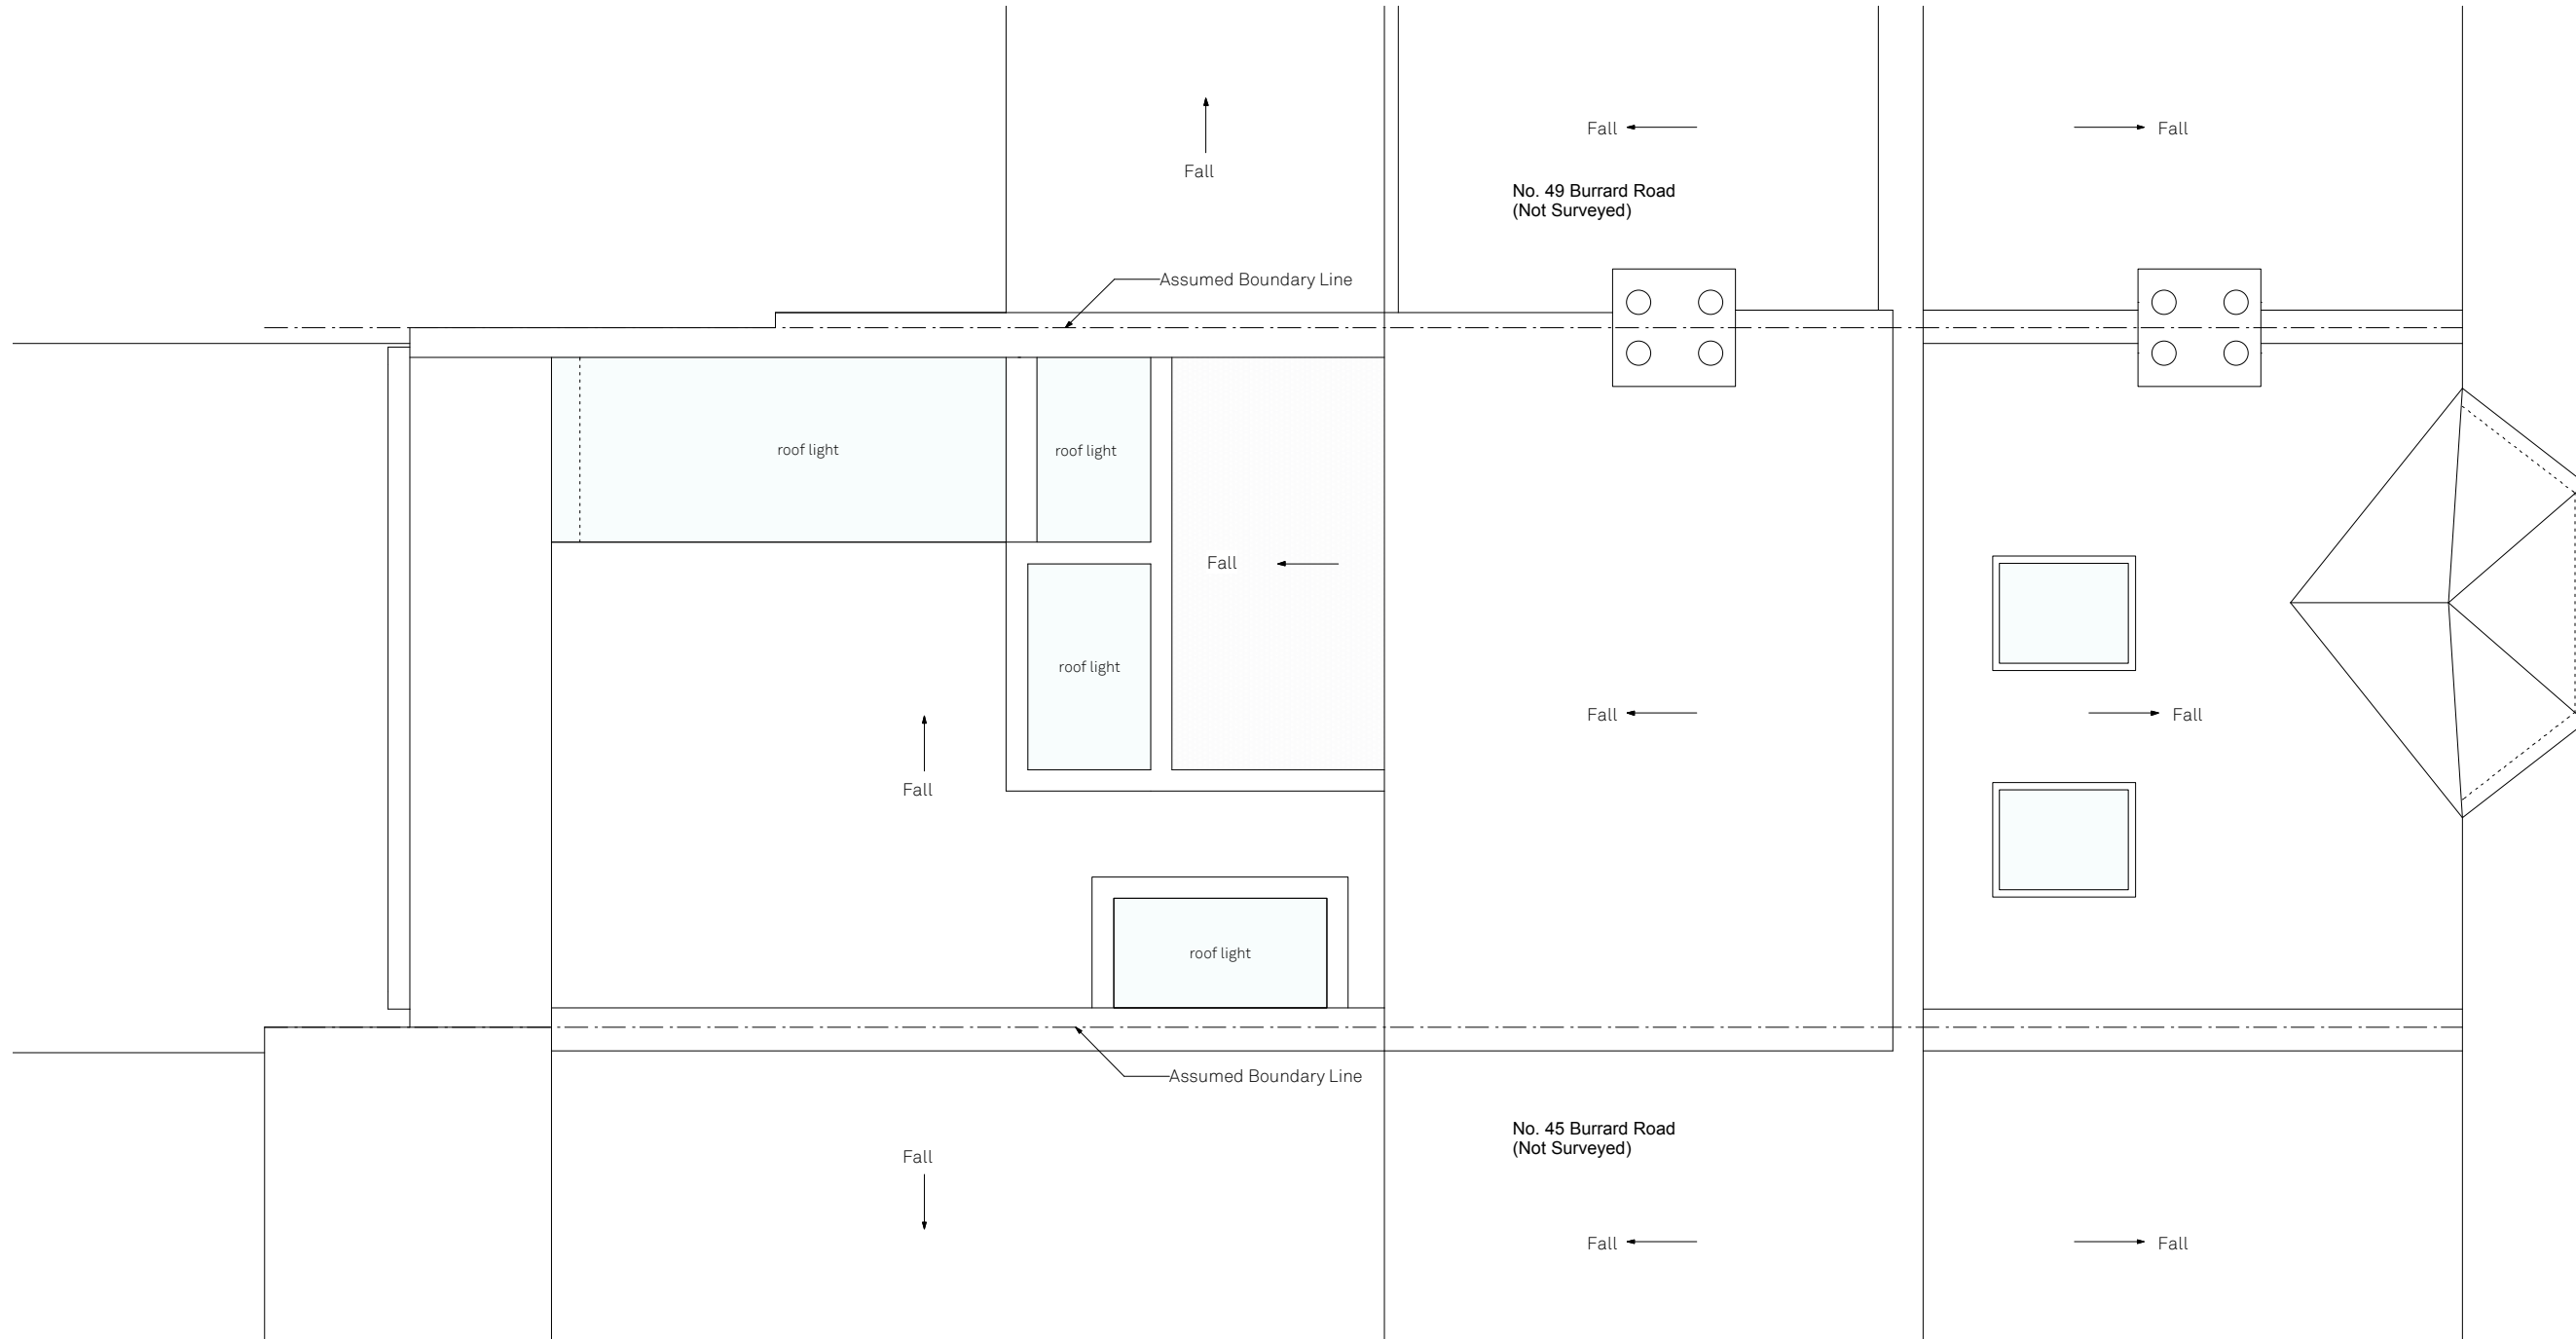 Fall
Fall
Fall
No. 49 Burrard Road
(Not Surveyed)
Assumed Boundary Line
roof light
roof light
Fall
roof light
Fall
Fall
Fall
roof light
Assumed Boundary Line
No. 45 Burrard Road
(Not Surveyed)
Fall
Fall
Fall